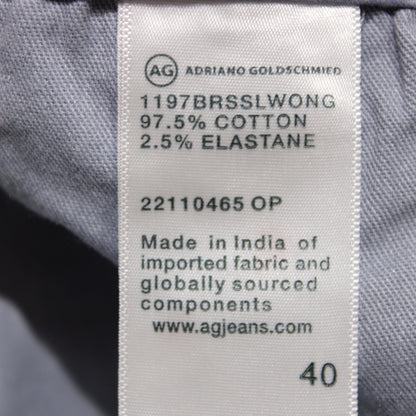 AG ADRIANO GOLDSCHMIED
1197BRSSLWONG
97.5% COTTON
2.5% ELASTANE
22110465 OP
Made in India of
imported fabric and
globally sourced
components
www.agjeans.com
40